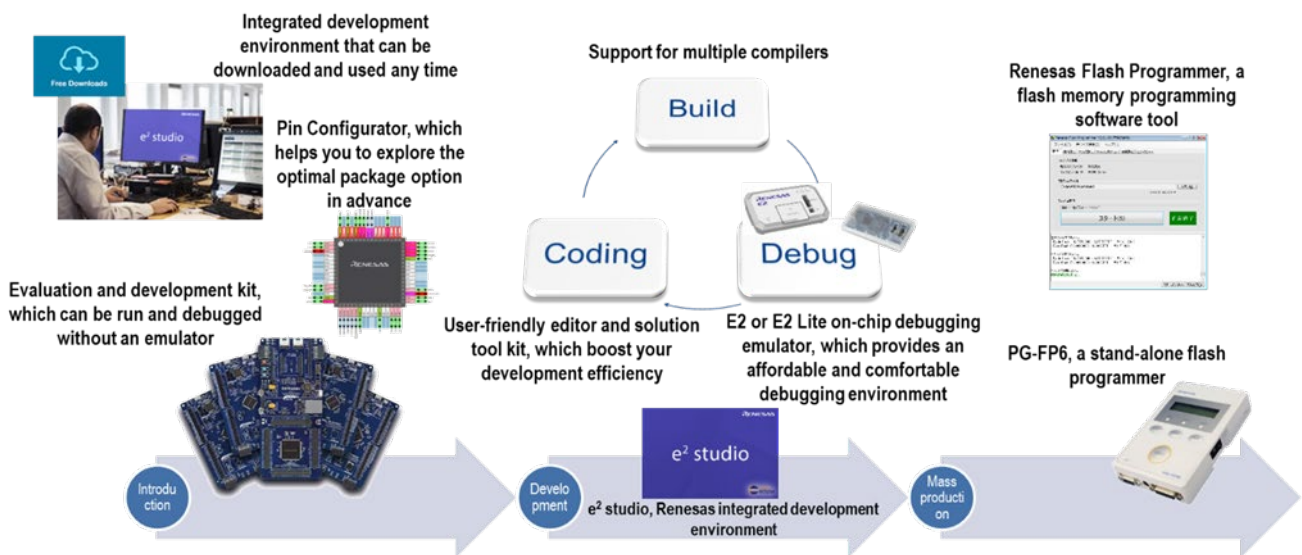 Integrated development
environment that can be
downloaded and used any time
Free Downloads
RENESAS
e² studio
Pin Configurator, which
helps you to explore the
optimal package option
in advance
RENESAS
Evaluation and development kit,
which can be run and debugged
without an emulator
Support for multiple compilers
Build
Coding
RENESAS
E2
Debug
User-friendly editor and solution
tool kit, which boost your
development efficiency
E2 or E2 Lite on-chip debugging
emulator, which provides an
affordable and comfortable
debugging environment
Renesas Flash Programmer, a
flash memory programming
software tool
PG-FP6, a stand-alone flash
programmer
Introdu
ction
Develo
pment
RENESAS
e² studio
e² studio, Renesas integrated development
environment
Mass
producti
on